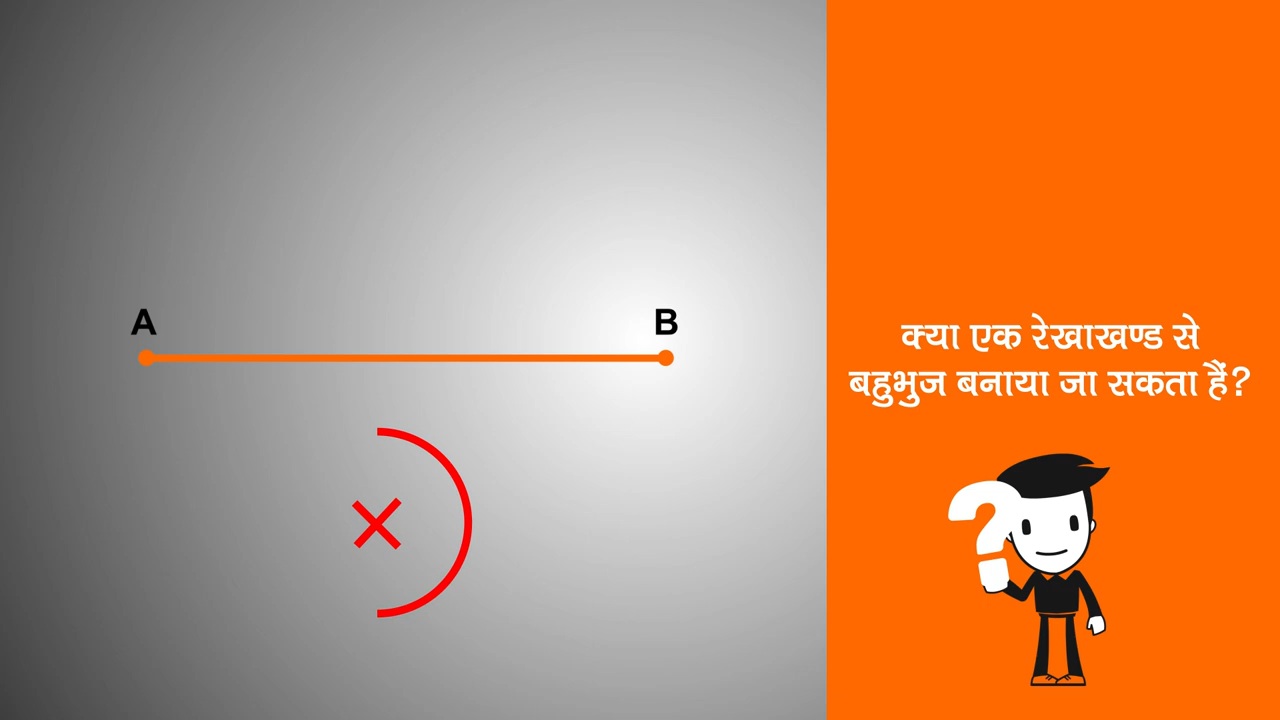 A
B
क्या एक रेखाखण्ड से
बहुभुज बनाया जा सकता हैं?